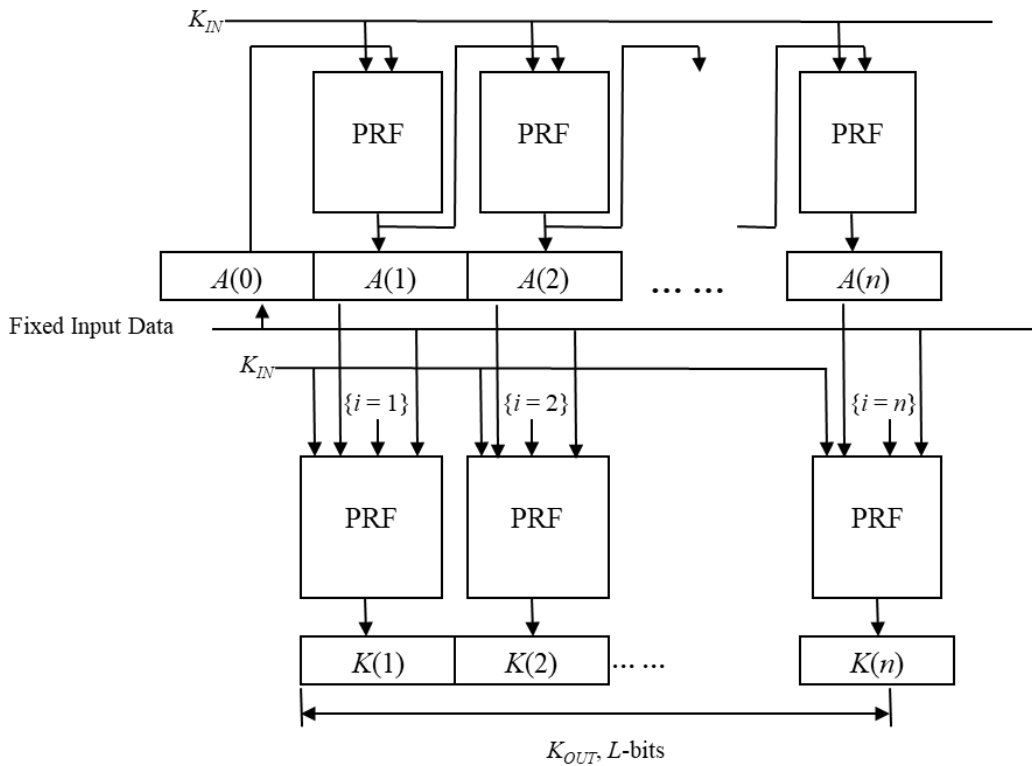 K_IN
PRF PRF PRF
A(0) A(1) A(2) ... ... A(n)
Fixed Input Data
K_IN
{i = 1} {i = 2} {i = n}
PRF PRF PRF
K(1) K(2) ... ... K(n)
K_OUT, L-bits